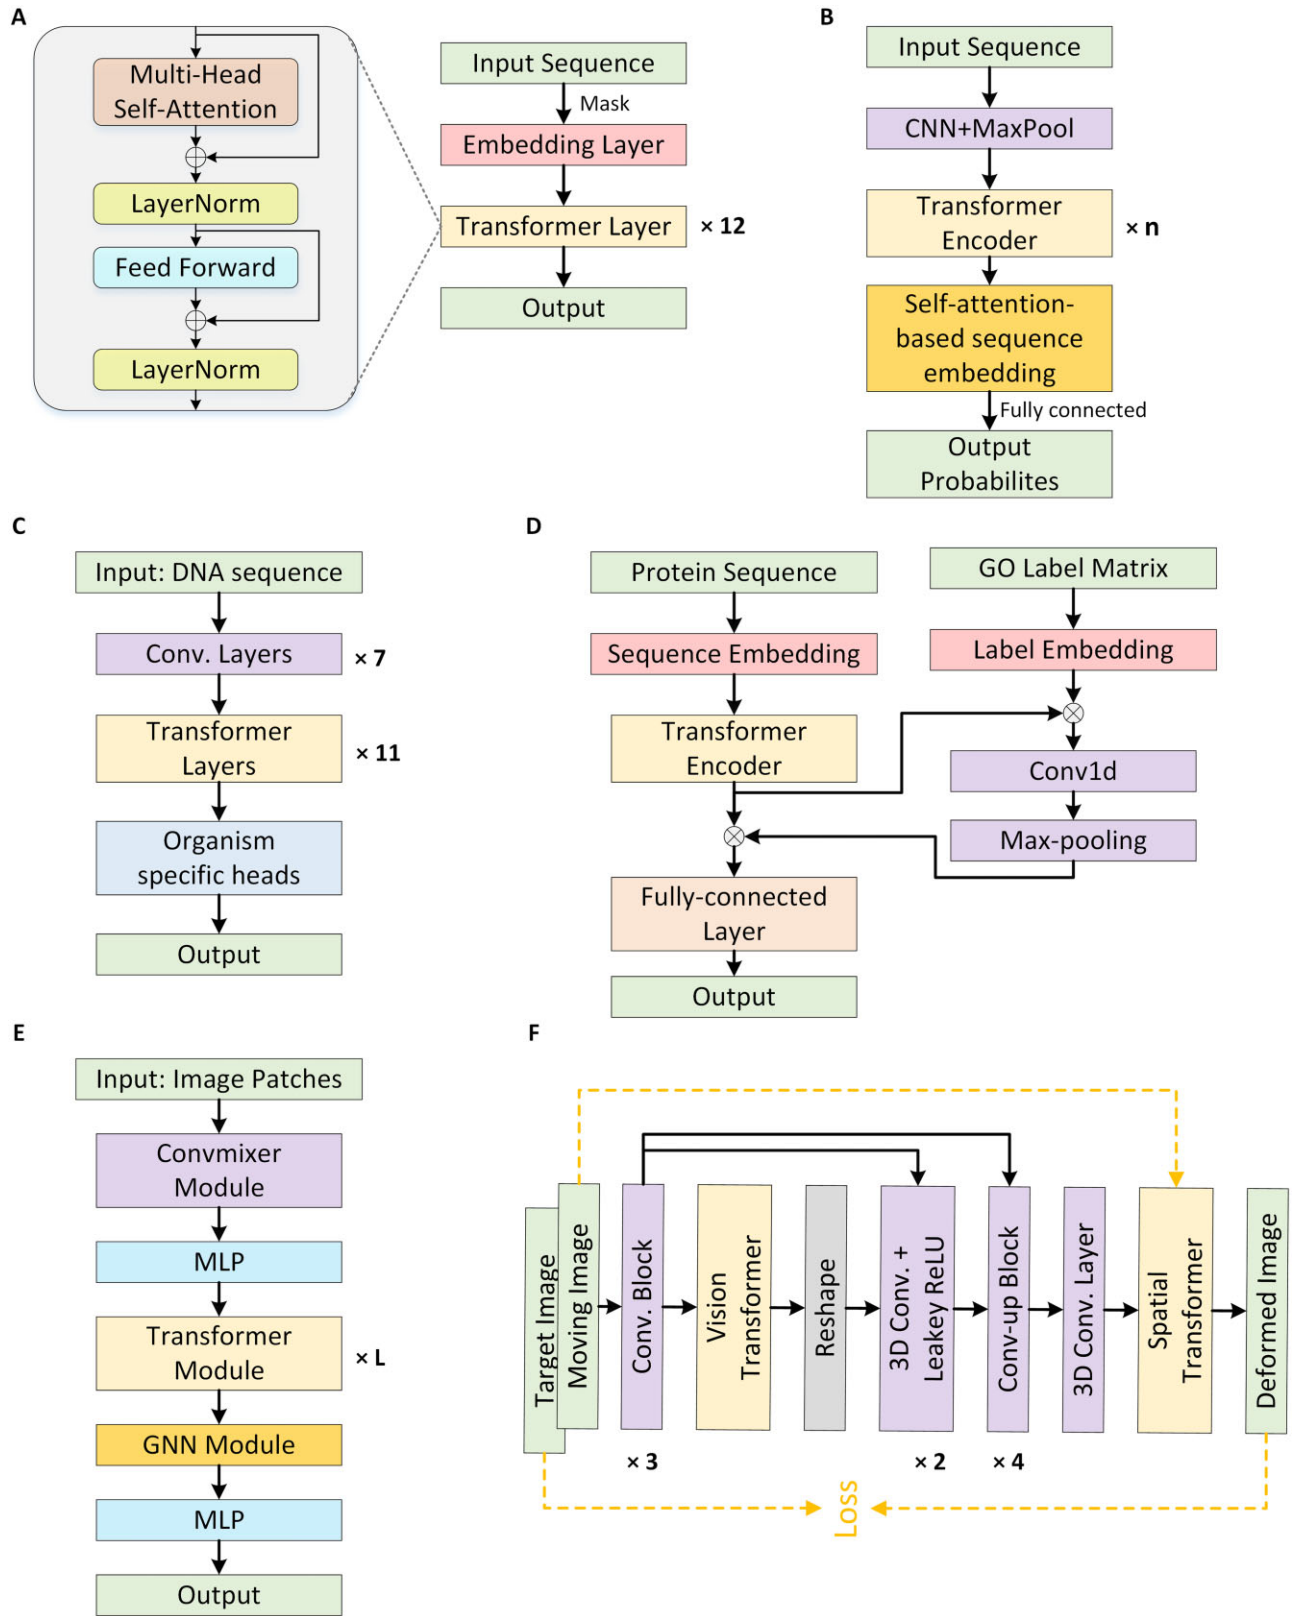 A
Multi-Head
Self-Attention
LayerNorm
Feed Forward
LayerNorm
Input Sequence
Mask
Embedding Layer
Transformer Layer
× 12
Output
B
Input Sequence
CNN+MaxPool
Transformer
Encoder
× n
Self-attention-
based sequence
embedding
Fully connected
Output
Probabilites
C
Input: DNA sequence
Conv. Layers
× 7
Transformer
Layers
× 11
Organism
specific heads
Output
D
Protein Sequence
Sequence Embedding
Transformer
Encoder
Fully-connected
Layer
Output
GO Label Matrix
Label Embedding
Conv1d
Max-pooling
E
Input: Image Patches
Convmixer
Module
MLP
Transformer
Module
× L
GNN Module
MLP
Output
F
Target Image
Moving Image
Conv. Block
× 3
Vision
Transformer
Reshape
3D Conv. +
Leakey ReLU
× 2
Conv-up Block
× 4
3D Conv. Layer
Spatial
Transformer
Deformed Image
Loss